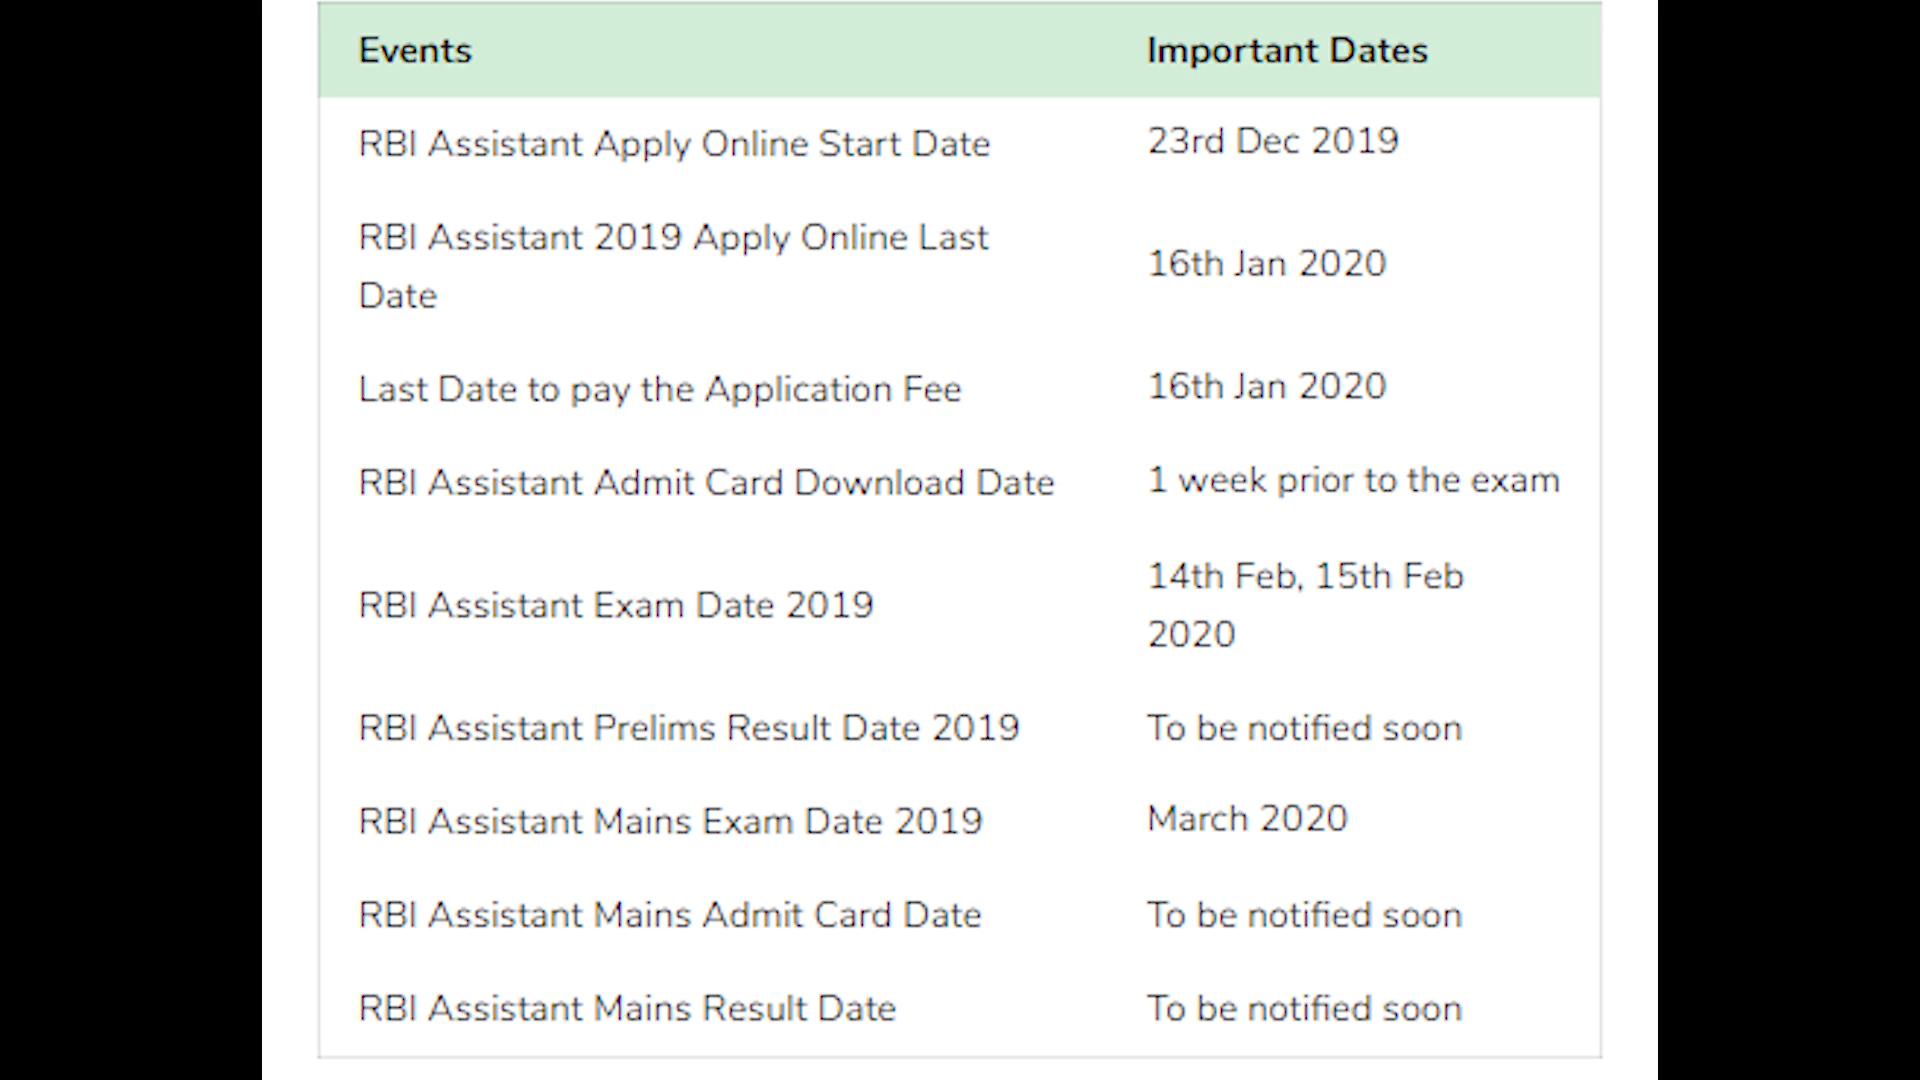 Events Important Dates
RBI Assistant Apply Online Start Date 23rd Dec 2019
RBI Assistant 2019 Apply Online Last
Date
16th Jan 2020
Last Date to pay the Application Fee 16th Jan 2020
RBI Assistant Admit Card Download Date 1 week prior to the exam
RBI Assistant Exam Date 2019
14th Feb, 15th Feb
2020
RBI Assistant Prelims Result Date 2019 To be notified soon
RBI Assistant Mains Exam Date 2019 March 2020
RBI Assistant Mains Admit Card Date To be notified soon
RBI Assistant Mains Result Date To be notified soon